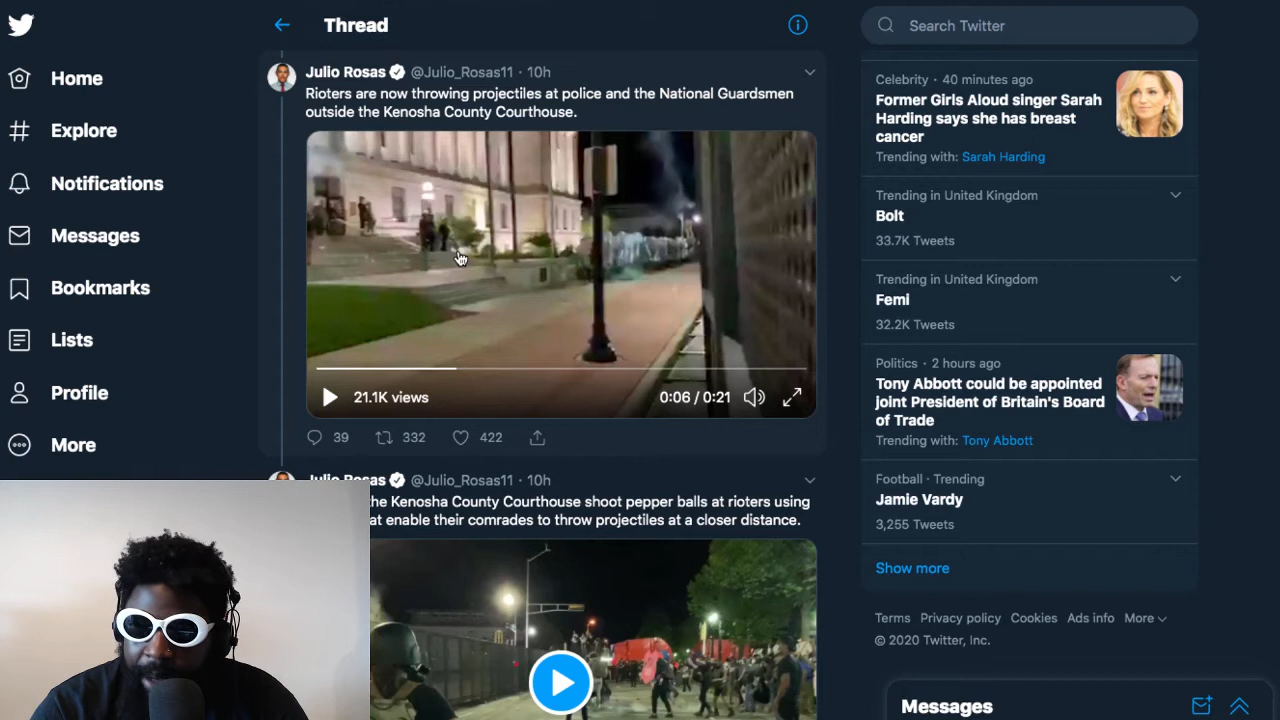 Home
Explore
Notifications
Messages
Bookmarks
Lists
Profile
More
Thread
Julio Rosas @Julio_Rosas11 · 10h
Rioters are now throwing projectiles at police and the National Guardsmen
outside the Kenosha County Courthouse.
21.1K views
0:06 / 0:21
39
332
422
Julio Rosas @Julio_Rosas11 · 10h
the Kenosha County Courthouse shoot pepper balls at rioters using
at enable their comrades to throw projectiles at a closer distance.
Search Twitter
Celebrity · 40 minutes ago
Former Girls Aloud singer Sarah
Harding says she has breast
cancer
Trending with: Sarah Harding
Trending in United Kingdom
Bolt
33.7K Tweets
Trending in United Kingdom
Femi
32.2K Tweets
Politics · 2 hours ago
Tony Abbott could be appointed
joint President of Britain's Board
of Trade
Trending with: Tony Abbott
Football · Trending
Jamie Vardy
3,255 Tweets
Show more
Terms Privacy policy Cookies Ads info More
© 2020 Twitter, Inc.
Messages